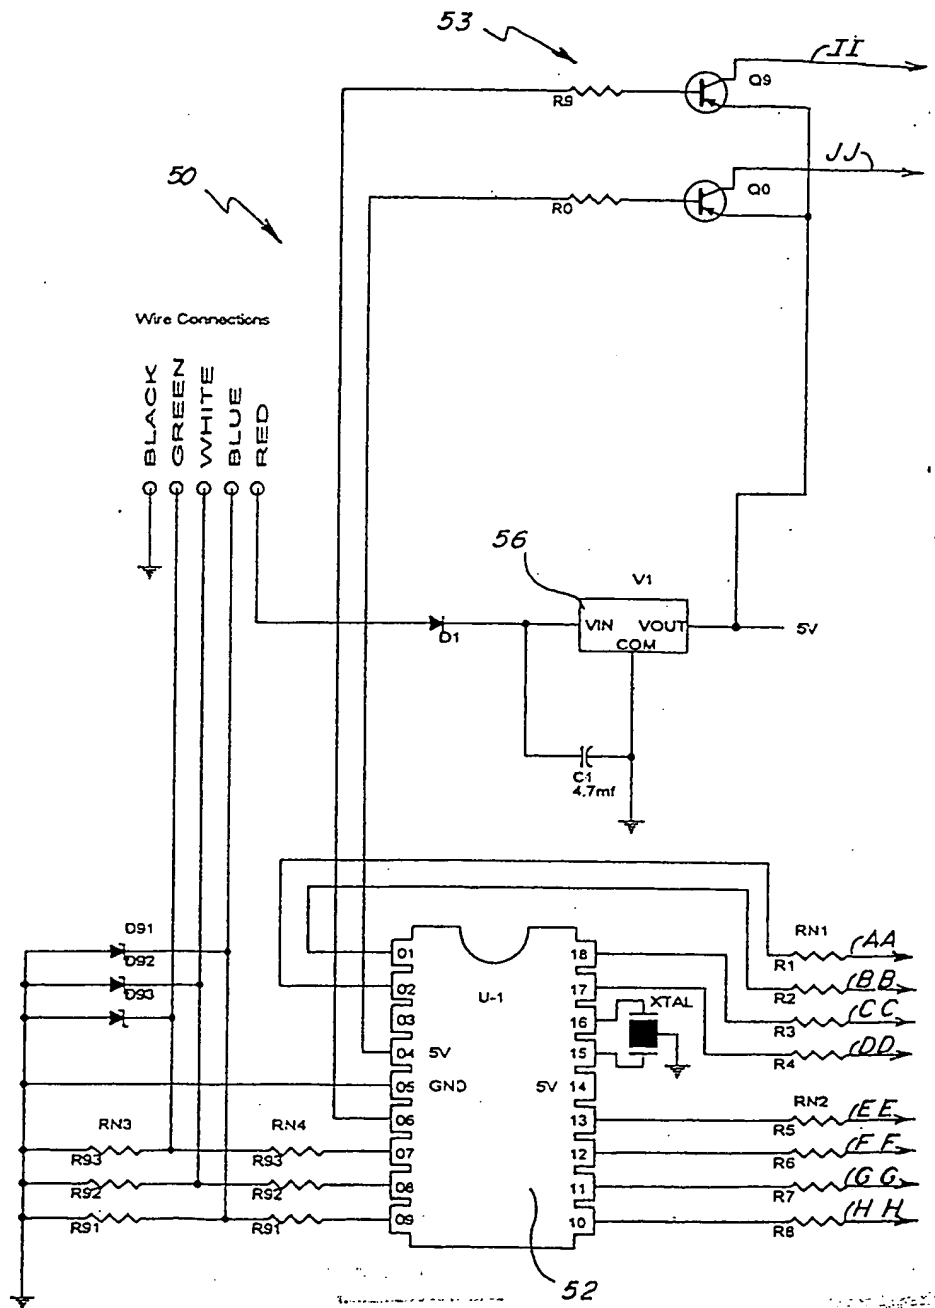 53
II
Q9
R9
50
JJ
Q0
R0
Wire Connections
BLACK
GREEN
WHITE
BLUE
RED
56
V1
VIN VOUT
COM
5V
D1
C1
4.7mf
D91
D92
D93
RN1
AA
R1
BB
R2
CC
R3
DD
R4
RN2
EE
R5
FF
R6
GG
R7
HH
R8
U-1
XTAL
01
02
03
04 5V
05 GND
06
07
08
09
18
17
16
15
5V 14
13
12
11
10
RN3 RN4
R93 R93
R92 R92
R91 R91
52